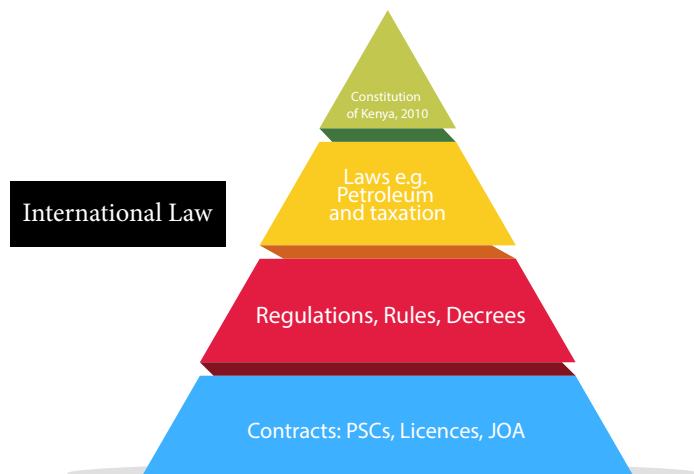 Constitution
of Kenya, 2010
Laws e.g.
Petroleum
and taxation
International Law
Regulations, Rules, Decrees
Contracts: PSCs, Licences, JOA